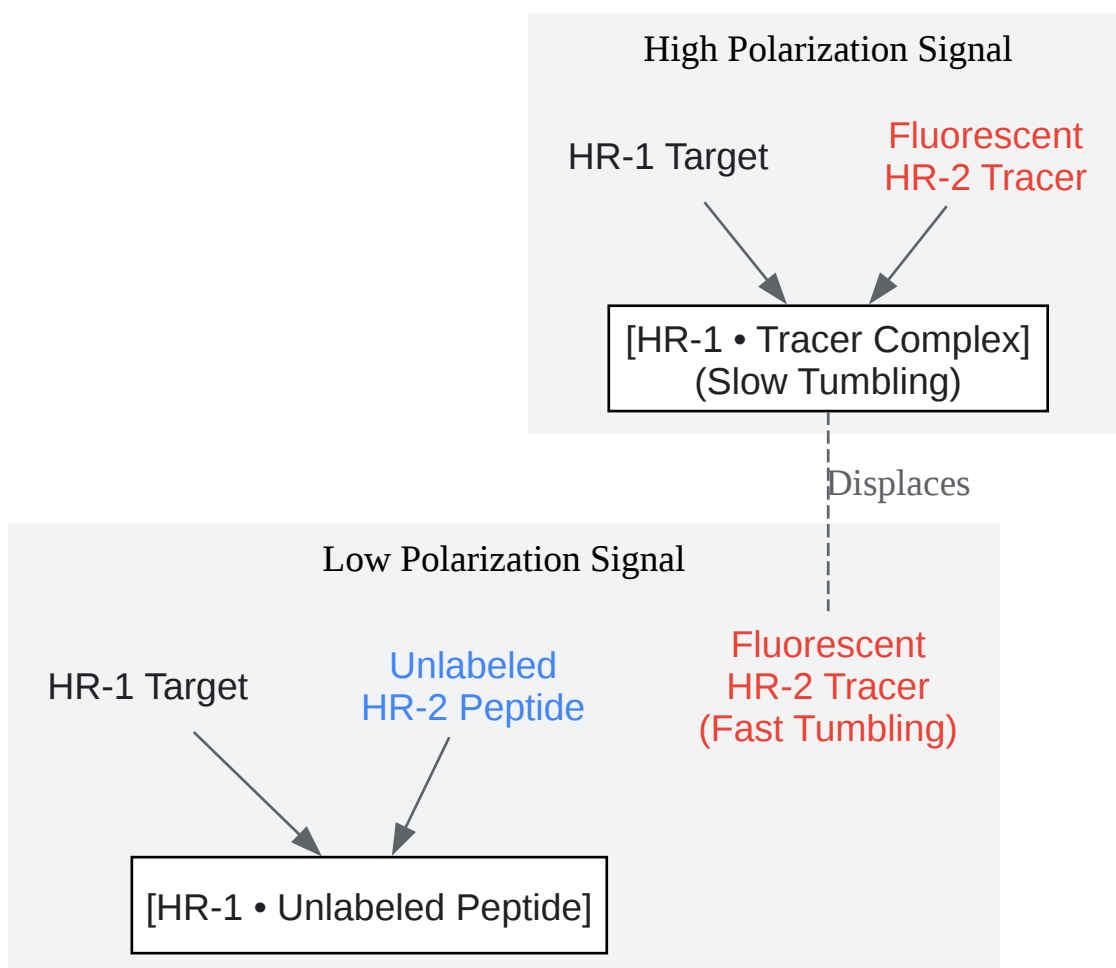 High Polarization Signal
HR-1 Target
Fluorescent
HR-2 Tracer
[HR-1 • Tracer Complex]
(Slow Tumbling)
Displaces
Low Polarization Signal
HR-1 Target
Unlabeled
HR-2 Peptide
Fluorescent
HR-2 Tracer
(Fast Tumbling)
[HR-1 • Unlabeled Peptide]